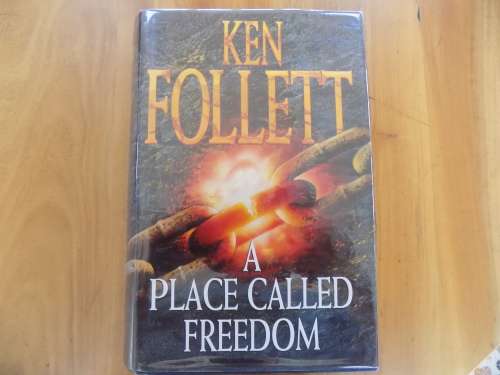 KEN
FOLLETT
A
PLACE CALLED
FREEDOM